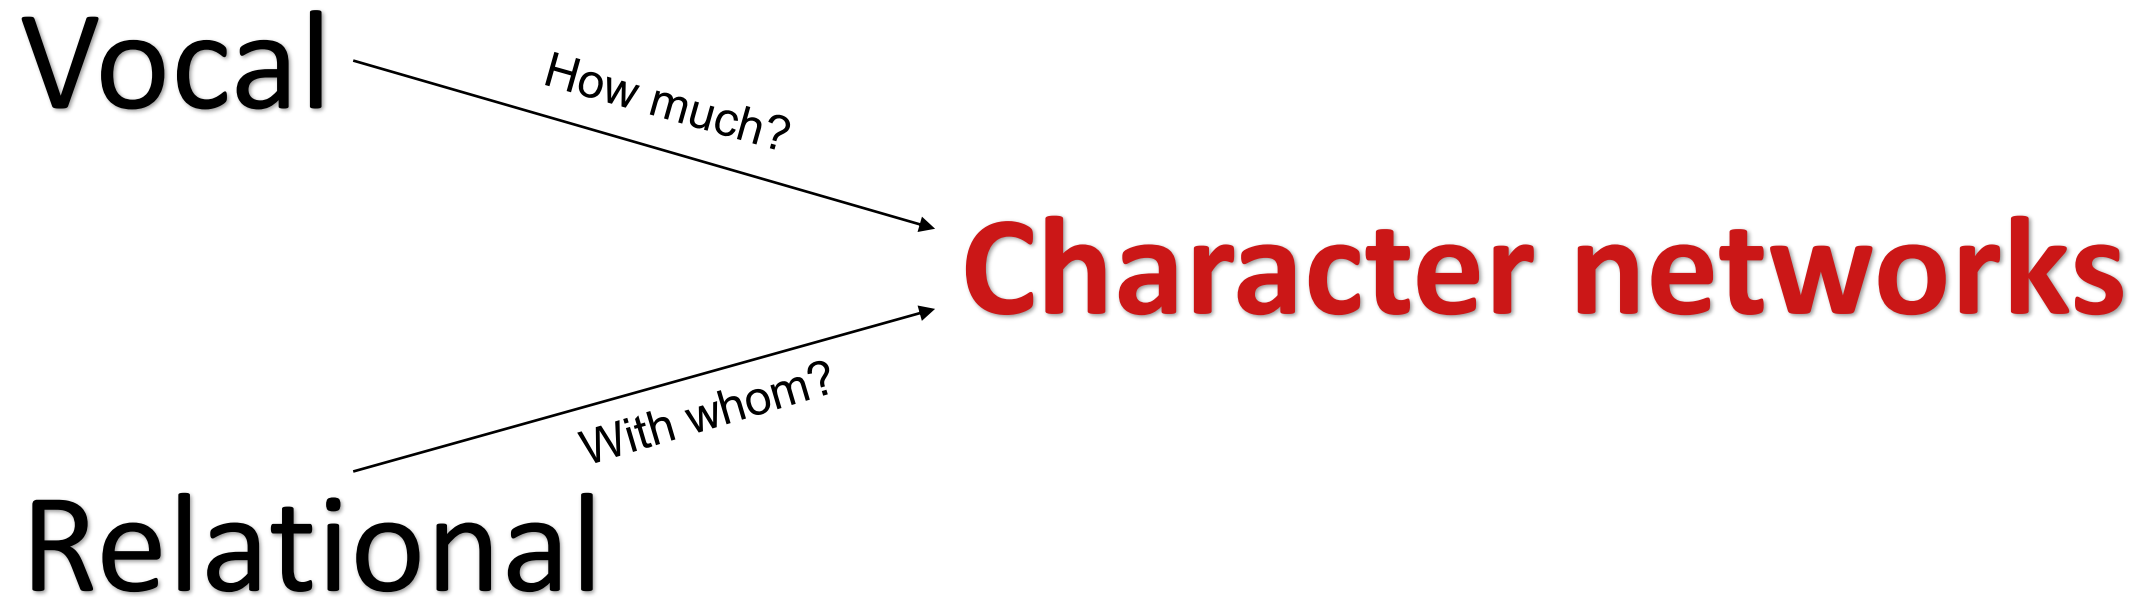 Vocal
How much?
Character networks
With whom?
Relational